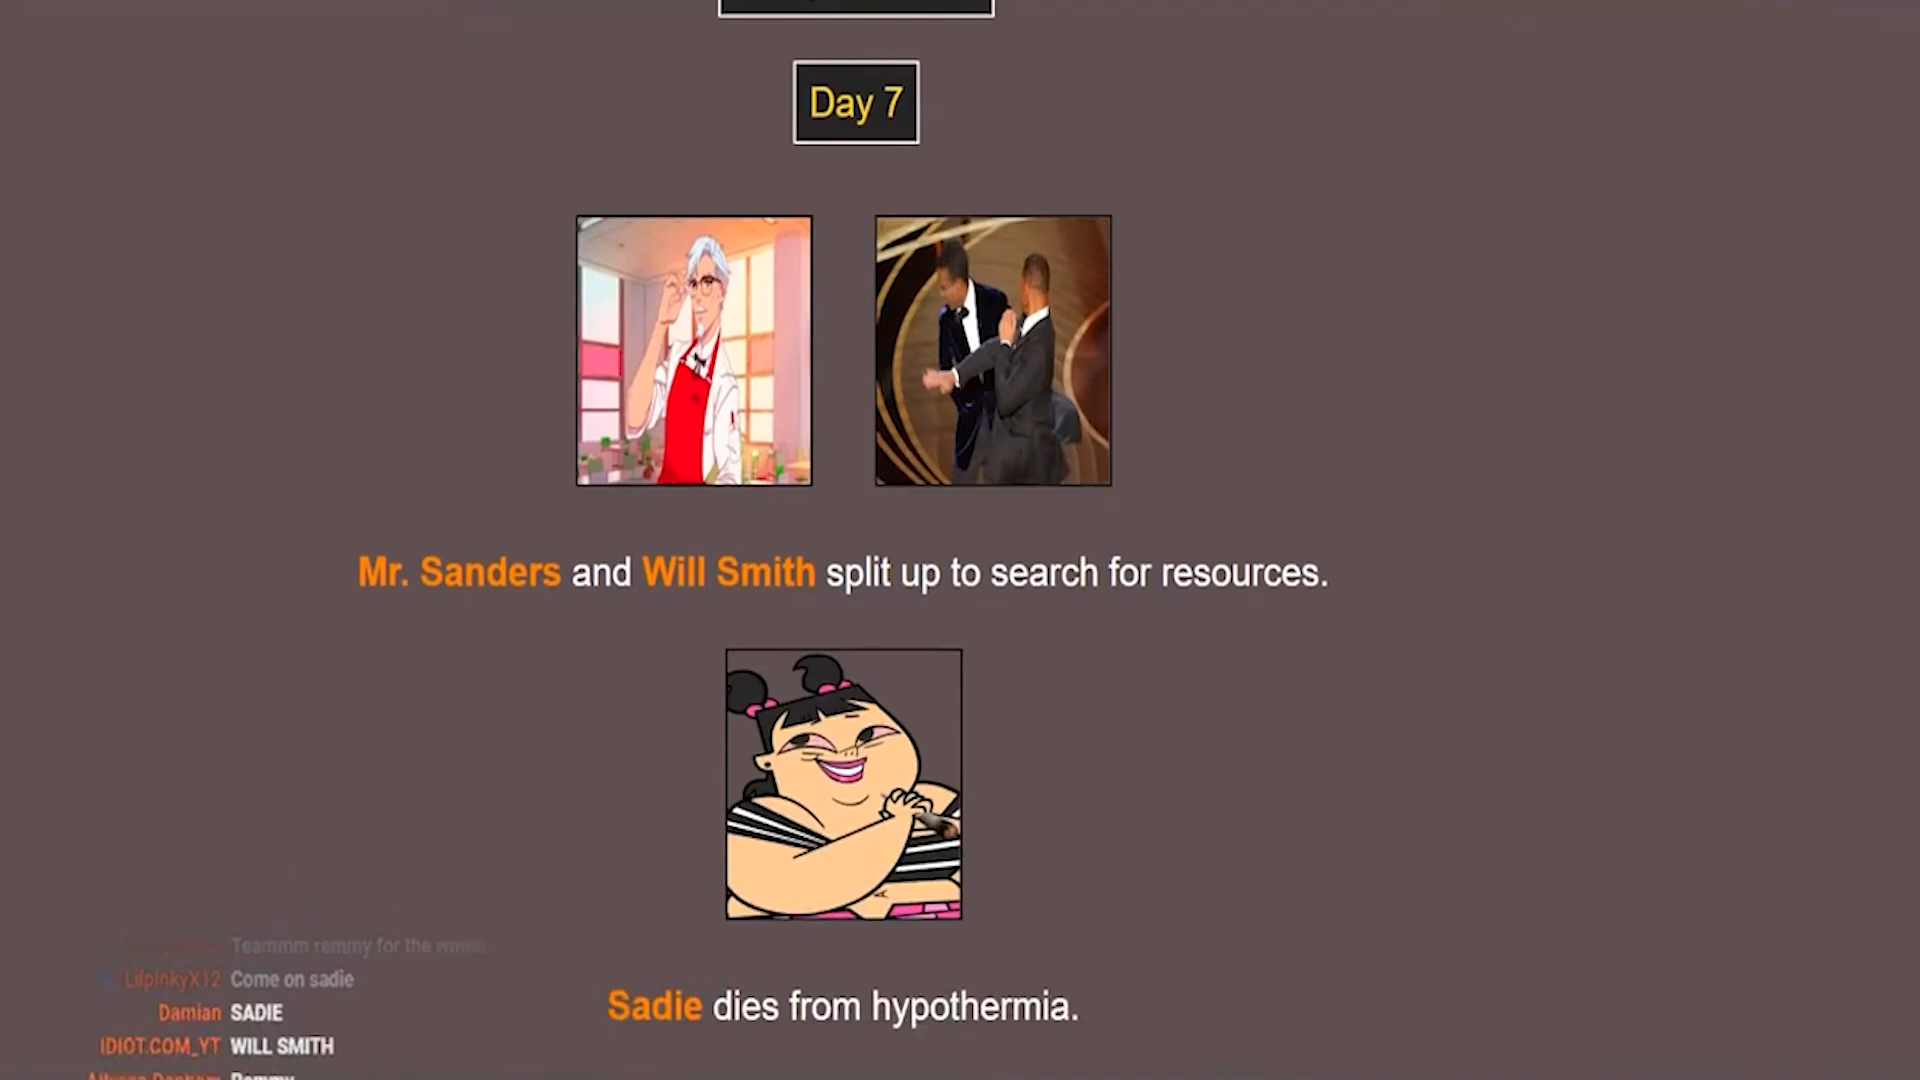 Day 7
Mr. Sanders and Will Smith split up to search for resources.
Teammm remmy for the
LilpinkyX12 Come on sadie
Damian SADIE
IDIOT.COM_YT WILL SMITH
Sadie dies from hypothermia.